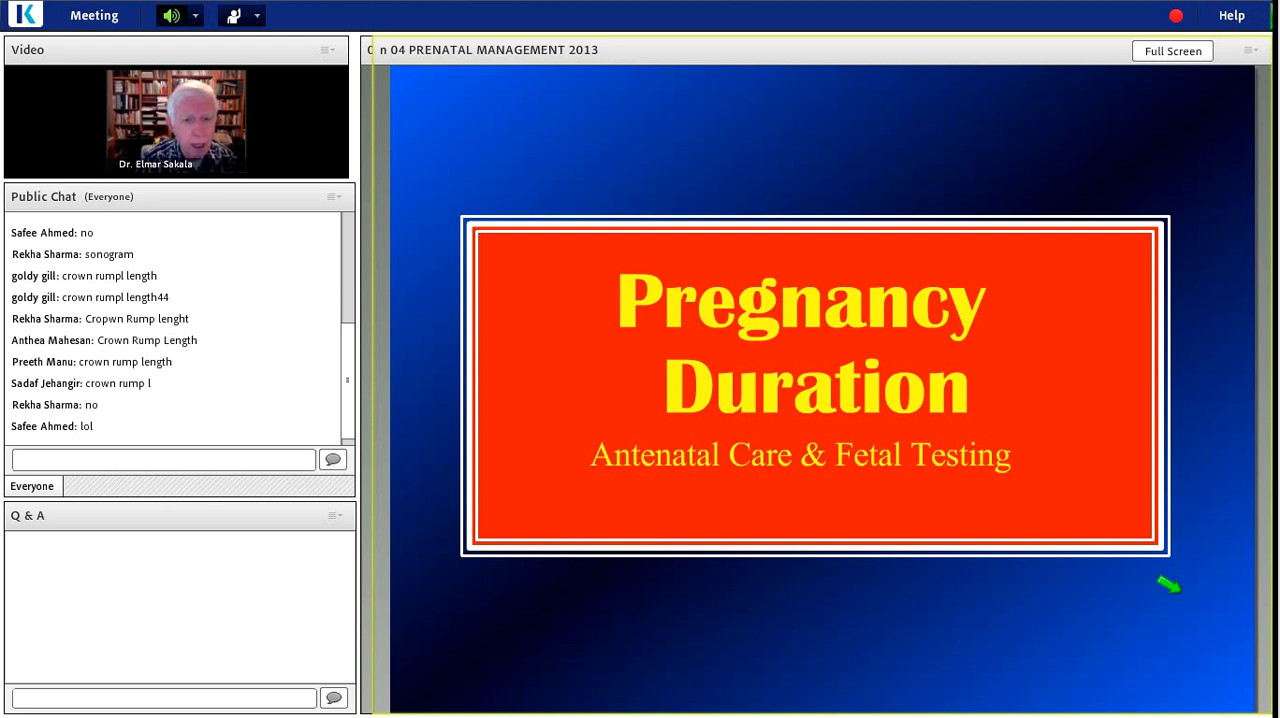 Meeting
Help
Video
Dr. Elmar Sakala
Public Chat (Everyone)
Safee Ahmed: no
Rekha Sharma: sonogram
goldy gill: crown rumpl length
goldy gill: crown rumpl length44
Rekha Sharma: Cropwn Rump lenght
Anthea Mahesan: Crown Rump Length
Preeth Manu: crown rump length
Sadaf Jehangir: crown rump l
Rekha Sharma: no
Safee Ahmed: lol
Everyone
Q & A
n 04 PRENATAL MANAGEMENT 2013
Full Screen
Pregnancy
Duration
Antenatal Care & Fetal Testing